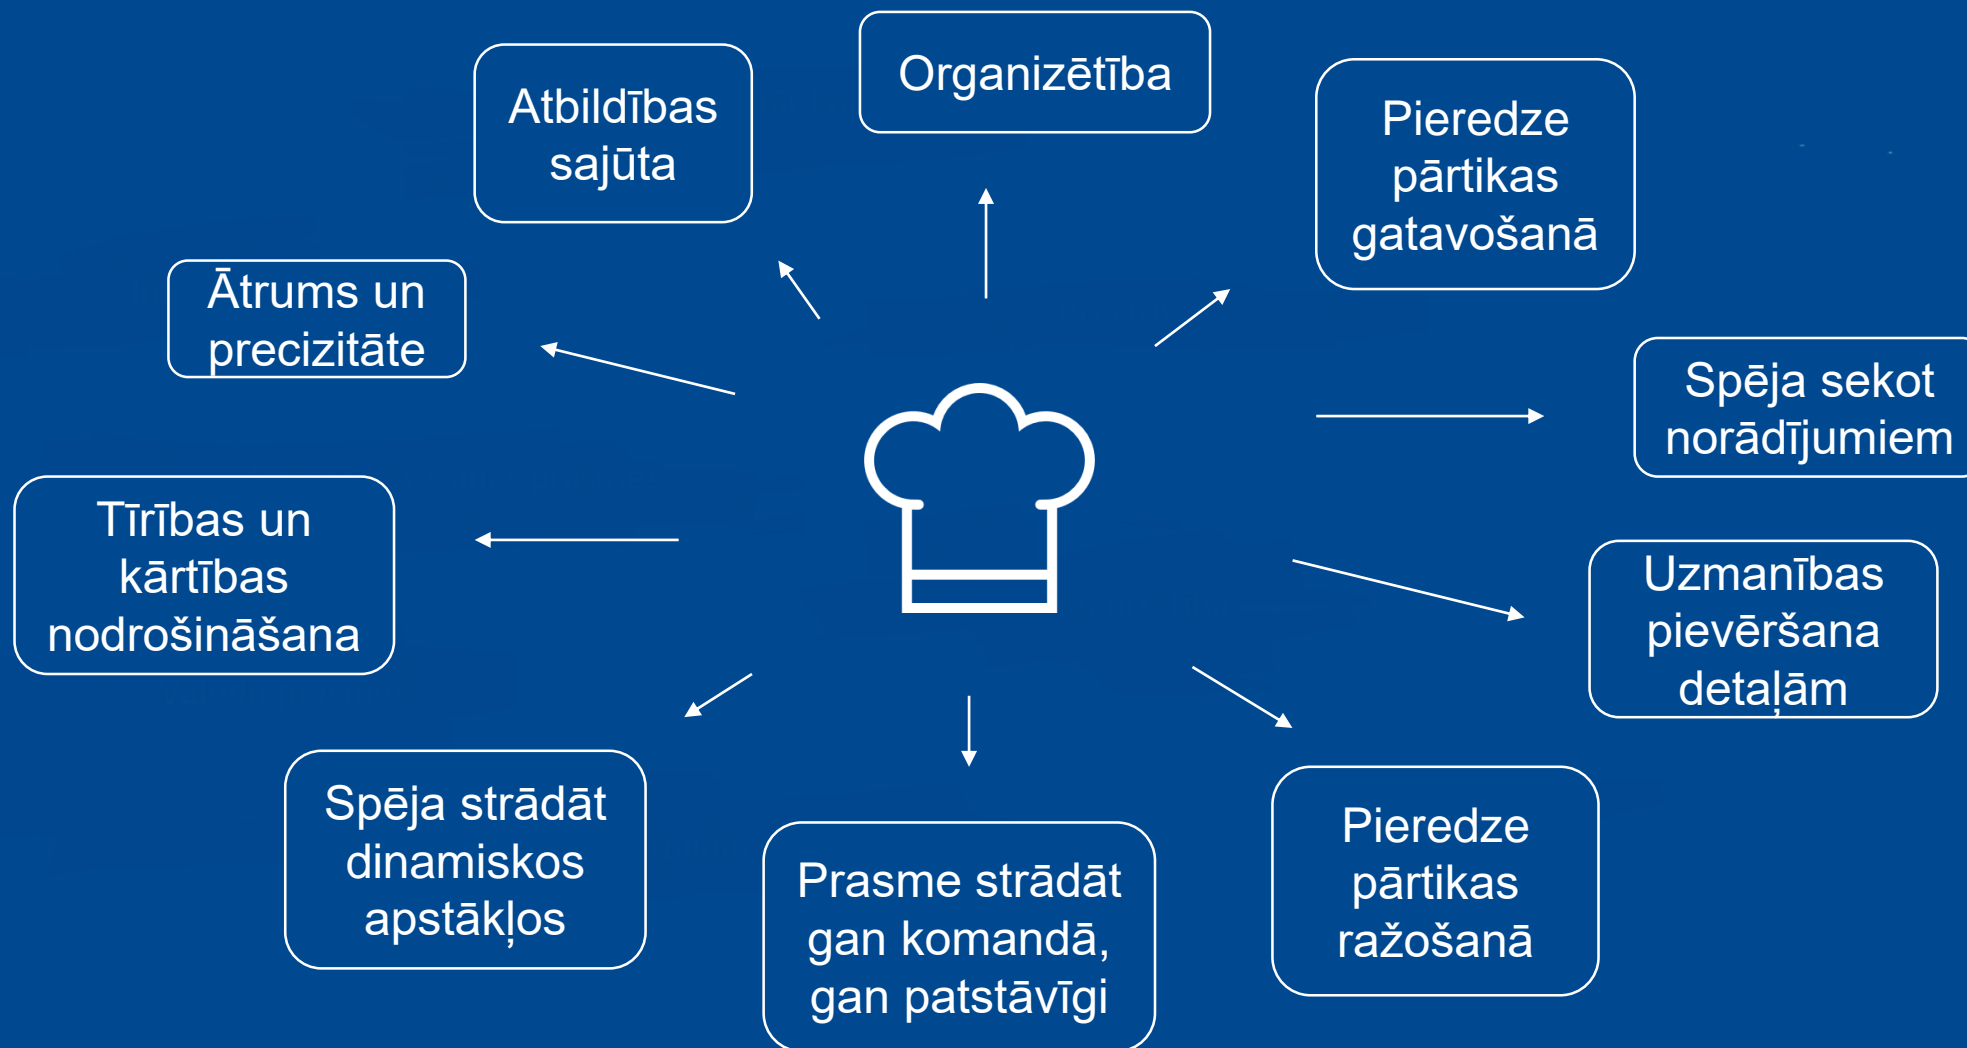 Organizētība
Atbildības
sajūta
Pieredze
pārtikas
gatavošanā
Ātrums un
precizitāte
Spēja sekot
norādījumiem
Tīrības un
kārtības
nodrošināšana
Uzmanības
pievēršana
detaļām
Spēja strādāt
dinamiskos
apstākļos
Prasme strādāt
gan komandā,
gan patstāvīgi
Pieredze
pārtikas
ražošanā